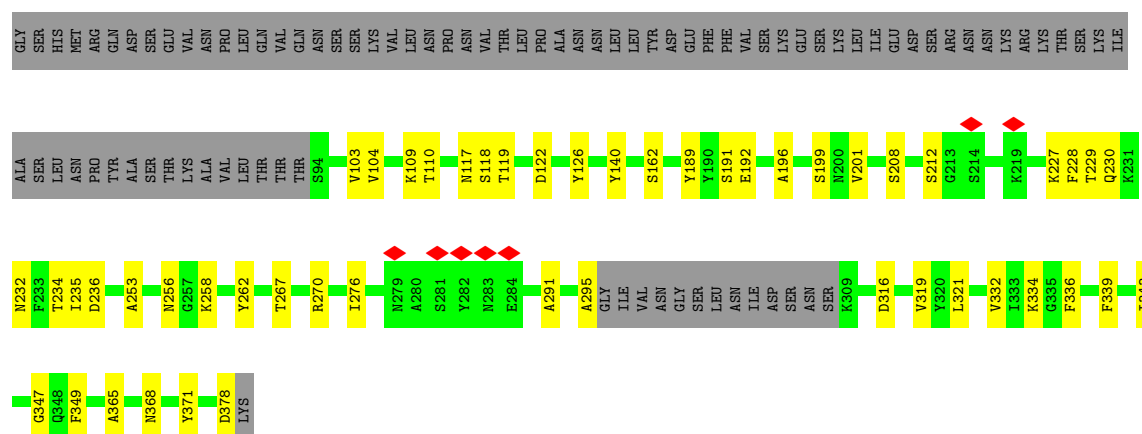 GLY SER HIS MET ARG GLN ASP SER GLU VAL ASN PRO LEU GLN VAL GLN ASN SER SER LYS VAL LEU ASN PRO ASN VAL THR LEU PRO ALA ASN ASN LEU LEU TYR ASP GLU PHE PHE VAL SER LYS GLU SER LYS LEU ILE GLU ASP SER ARG ASN ASN LYS ARG LYS THR SER LYS ILE
ALA SER LEU ASN PRO TYR ALA SER THR LYS ALA VAL LEU THR THR THR S94 V103 V104 K109 T110 N117 S118 T119 D122 Y126 Y140 S162 Y189 Y190 S191 E192 A196 S199 N200 V201 S208 S212 G213 S214 K219 K227 F228 T229 Q230 K231
N232 F233 T234 I235 D236 A253 N256 G257 K258 Y262 T267 R270 I276 N279 A280 S281 Y282 N283 E284 A291 A295 GLY ILE VAL ASN GLY SER LEU ASN ILE ASP SER ASN SER K309 D316 V319 Y320 L321 V332 I333 K334 G335 F336 F339
G347 Q348 F349 A365 N368 Y371 D378 LYS